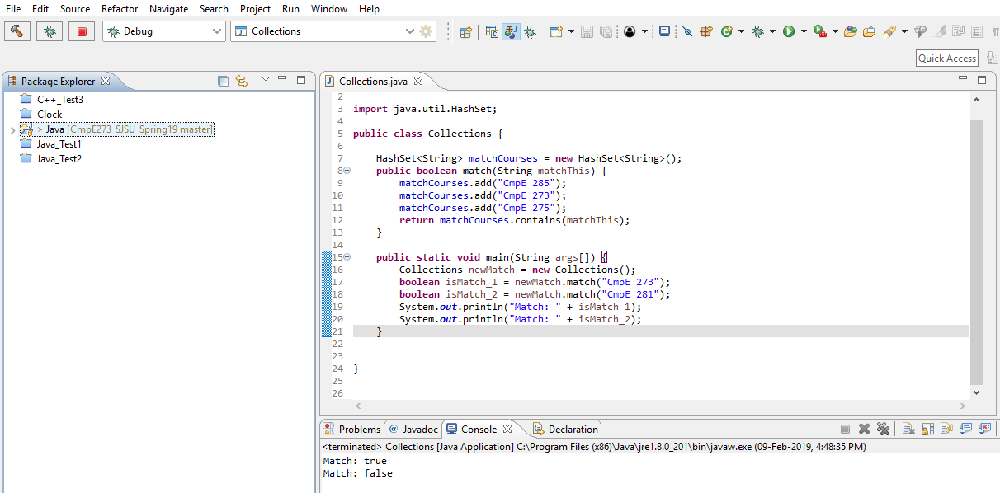 File Edit Source Refactor Navigate Search Project Run Window Help
Debug Collections
Quick Access
Package Explorer
C++_Test3
Clock
> Java [CmpE273_SJSU_Spring19 master]
Java_Test1
Java_Test2
Collections.java
2
3 import java.util.HashSet;
4
5 public class Collections {
6
7     HashSet<String> matchCourses = new HashSet<String>();
8     public boolean match(String matchThis) {
9         matchCourses.add("CmpE 285");
10         matchCourses.add("CmpE 273");
11         matchCourses.add("CmpE 275");
12         return matchCourses.contains(matchThis);
13     }
14
15     public static void main(String args[]) {
16         Collections newMatch = new Collections();
17         boolean isMatch_1 = newMatch.match("CmpE 273");
18         boolean isMatch_2 = newMatch.match("CmpE 281");
19         System.out.println("Match: " + isMatch_1);
20         System.out.println("Match: " + isMatch_2);
21     }
22
23
24 }
25
26
Problems @ Javadoc Console Declaration
<terminated> Collections [Java Application] C:\Program Files (x86)\Java\jre1.8.0_201\bin\javaw.exe (09-Feb-2019, 4:48:35 PM)
Match: true
Match: false